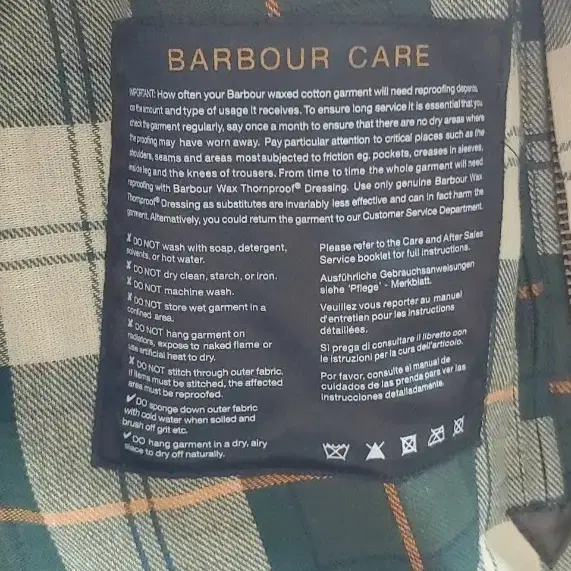 BARBOUR CARE
IMPORTANT: How often your Barbour waxed cotton garment will need reproofing depends
on the amount and type of usage it receives. To ensure long service it is essential that you
check the garment regularly, say once a month to ensure that there are no dry areas where
the proofing may have worn away. Pay particular attention to critical places such as the
shoulders, seams and areas most subjected to friction eg. pockets, creases in sleeves,
inside leg and the knees of trousers. From time to time the whole garment will need
reproofing with Barbour Wax Thornproof® Dressing. Use only genuine Barbour Wax
Thornproof® Dressing as substitutes are invariably less effective and can in fact harm the
garment. Alternatively, you could return the garment to our Customer Service Department.
✗ DO NOT wash with soap, detergent,
solvents, or hot water.
✗ DO NOT dry clean, starch, or iron.
✗ DO NOT machine wash.
✗ DO NOT store wet garment in a
confined area.
✗ DO NOT hang garment on
radiators, expose to naked flame or
use artificial heat to dry.
✗ DO NOT stitch through outer fabric.
If items must be stitched, the affected
area must be reproofed.
✓ DO sponge down outer fabric
with cold water when soiled and
brush off grit etc.
✓ DO hang garment in a dry, airy
place to dry off naturally.
Please refer to the Care and After Sales
Service booklet for full instructions.
Ausführliche Gebrauchsanweisungen
siehe 'Pflege' - Merkblatt.
Veuillez vous reporter au manuel
d'entretien pour les instructions
détaillées.
Si prega di consultare il libretto con
le istruzioni per la cura dell'articolo.
Por favor, consulte el manual de
cuidados de las prenda para ver las
instrucciones detalladamente.